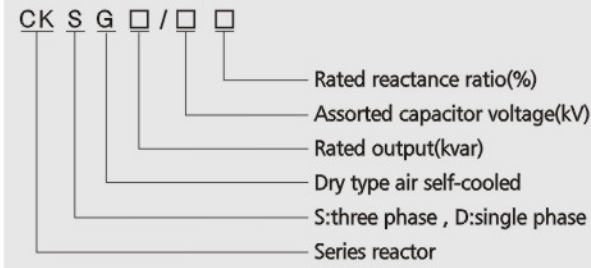 CK S G □ / □ □
Rated reactance ratio(%)
Assorted capacitor voltage(kV)
Rated output(kvar)
Dry type air self-cooled
S:three phase , D:single phase
Series reactor